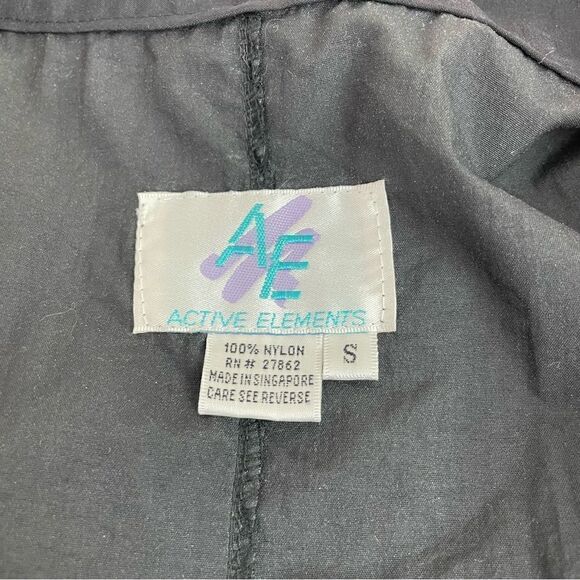 AE
ACTIVE ELEMENTS
100% NYLON
RN# 27862
MADE IN SINGAPORE
CARE SEE REVERSE
S